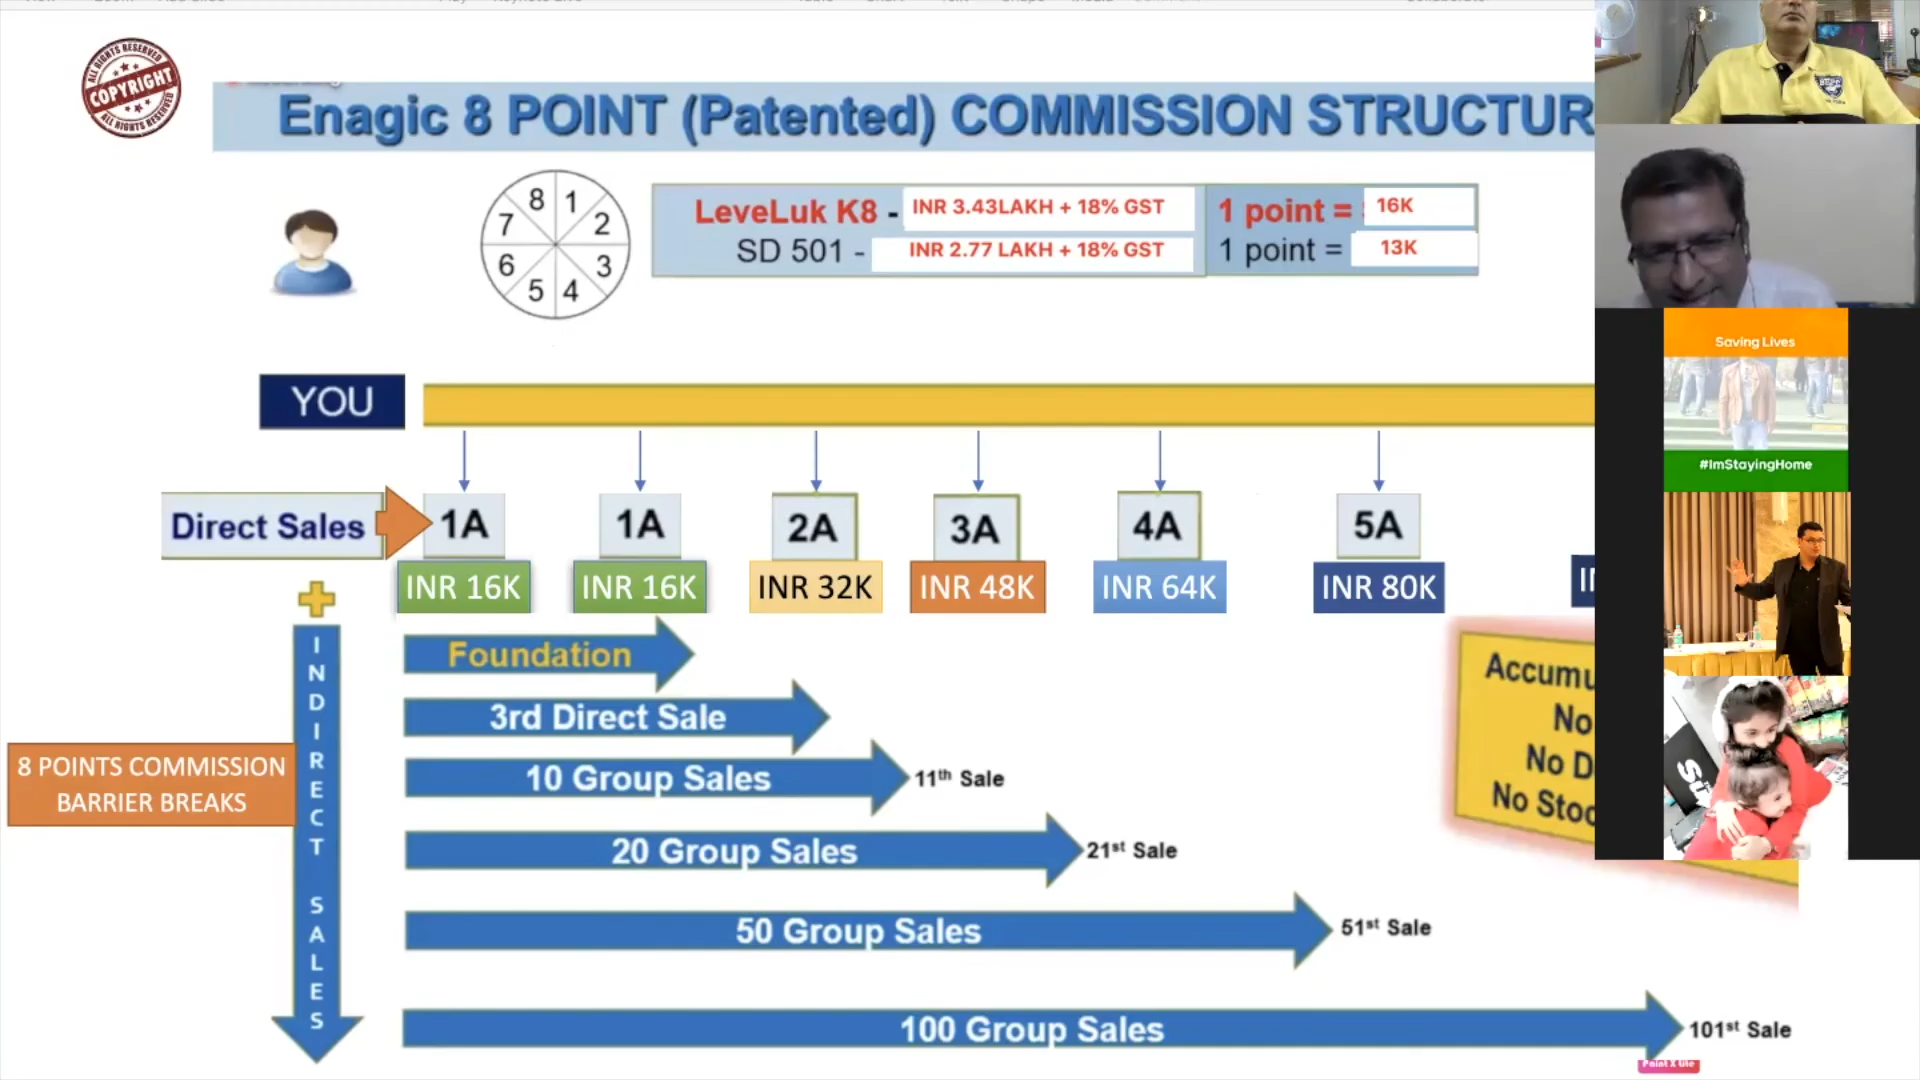 ALL RIGHTS RESERVED
COPYRIGHT
ALL RIGHTS RESERVED
Enagic 8 POINT (Patented) COMMISSION STRUCTUR
8 1
7 2
6 3
5 4
LeveLuk K8 - INR 3.43LAKH + 18% GST 1 point = 16K
SD 501 - INR 2.77 LAKH + 18% GST 1 point = 13K
Saving Lives
#ImStayingHome
YOU
Direct Sales 1A 1A 2A 3A 4A 5A
INR 16K INR 16K INR 32K INR 48K INR 64K INR 80K
INDIRECT SALES
Foundation
3rd Direct Sale
8 POINTS COMMISSION
BARRIER BREAKS
10 Group Sales 11th Sale
20 Group Sales 21st Sale
50 Group Sales 51st Sale
100 Group Sales 101st Sale
Accumu
No
No D
No Stoc